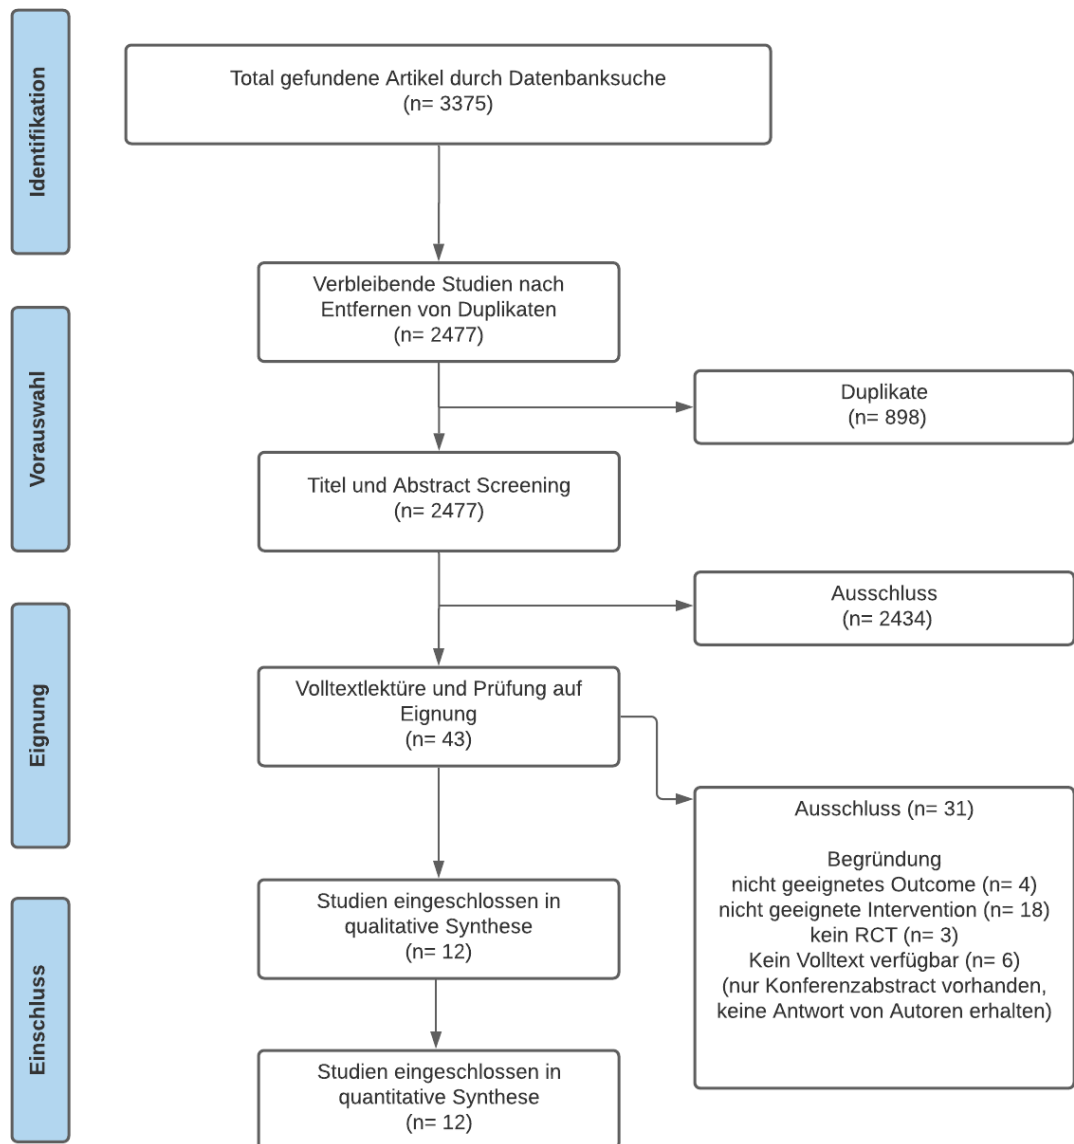 Identifikation
Total gefundene Artikel durch Datenbanksuche
(n= 3375)
Verbleibende Studien nach
Entfernen von Duplikaten
(n= 2477)
Vorauswahl
Duplikate
(n= 898)
Titel und Abstract Screening
(n= 2477)
Ausschluss
(n= 2434)
Eignung
Volltextlektüre und Prüfung auf
Eignung
(n= 43)
Ausschluss (n= 31)
Begründung
nicht geeignetes Outcome (n= 4)
nicht geeignete Intervention (n= 18)
kein RCT (n= 3)
Kein Volltext verfügbar (n= 6)
(nur Konferenzabstract vorhanden,
keine Antwort von Autoren erhalten)
Einschluss
Studien eingeschlossen in
qualitative Synthese
(n= 12)
Studien eingeschlossen in
quantitative Synthese
(n= 12)